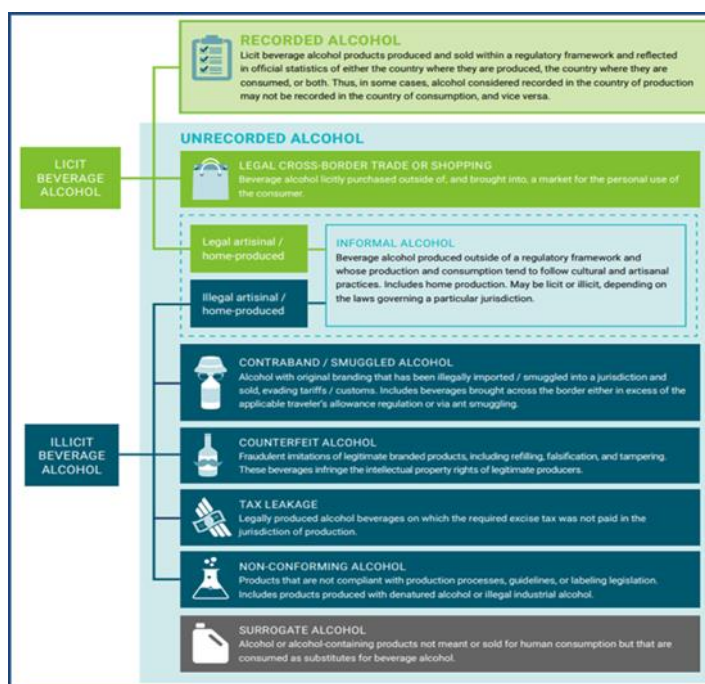 RECORDED ALCOHOL
Licit beverage alcohol products produced and sold within a regulatory framework and reflected
in official statistics of either the country where they are produced, the country where they are
consumed, or both. Thus, in some cases, alcohol considered recorded in the country of production
may not be recorded in the country of consumption, and vice versa.
LICIT
BEVERAGE
ALCOHOL
UNRECORDED ALCOHOL
LEGAL CROSS-BORDER TRADE OR SHOPPING
Beverage alcohol licitly purchased outside of, and brought into, a market for the personal use of
the consumer.
Legal artisinal /
home-produced
Illegal artisinal /
home-produced
INFORMAL ALCOHOL
Beverage alcohol produced outside of a regulatory framework and
whose production and consumption tend to follow cultural and artisanal
practices. Includes home production. May be licit or illicit, depending on
the laws governing a particular jurisdiction.
ILLICIT
BEVERAGE
ALCOHOL
CONTRABAND / SMUGGLED ALCOHOL
Alcohol with original branding that has been illegally imported / smuggled into a jurisdiction and
sold, evading tariffs / customs. Includes beverages brought across the border either in excess of the
applicable traveler's allowance regulation or via ant smuggling.
COUNTERFEIT ALCOHOL
Fraudulent imitations of legitimate branded products, including refilling, falsification, and tampering.
These beverages infringe the intellectual property rights of legitimate producers.
TAX LEAKAGE
Legally produced alcohol beverages on which the required excise tax was not paid in the
jurisdiction of production.
NON-CONFORMING ALCOHOL
Products that are not compliant with production processes, guidelines, or labeling legislation.
Includes products produced with denatured alcohol or illegal industrial alcohol.
SURROGATE ALCOHOL
Alcohol or alcohol-containing products not meant or sold for human consumption but that are
consumed as substitutes for beverage alcohol.